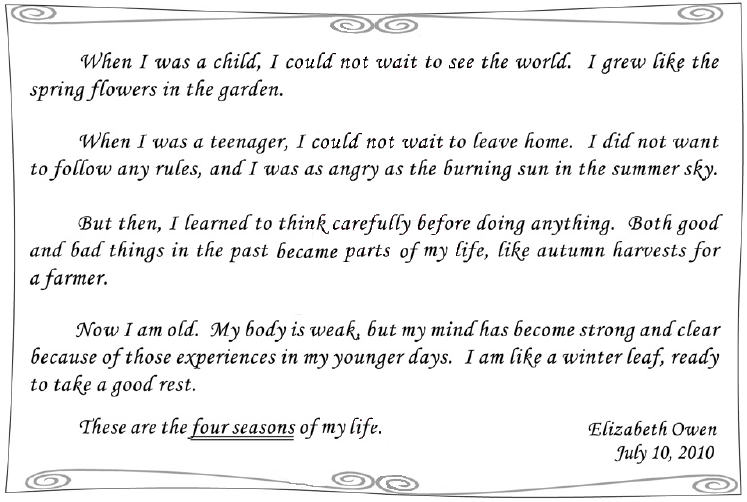 When I was a child, I could not wait to see the world. I grew like the
spring flowers in the garden.
When I was a teenager, I could not wait to leave home. I did not want
to follow any rules, and I was as angry as the burning sun in the summer sky.
But then, I learned to think carefully before doing anything. Both good
and bad things in the past became parts of my life, like autumn harvests for
a farmer.
Now I am old. My body is weak, but my mind has become strong and clear
because of those experiences in my younger days. I am like a winter leaf, ready
to take a good rest.
These are the four seasons of my life.
Elizabeth Owen
July 10, 2010